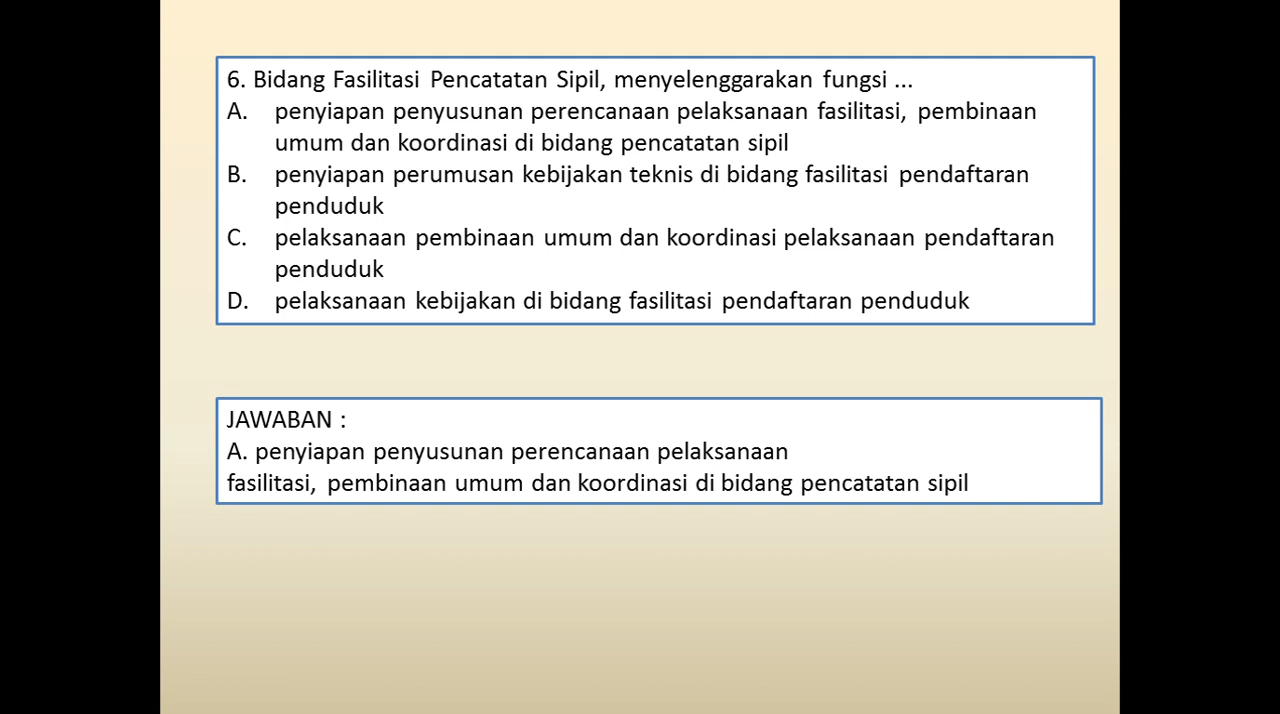 6. Bidang Fasilitasi Pencatatan Sipil, menyelenggarakan fungsi ...
A. penyiapan penyusunan perencanaan pelaksanaan fasilitasi, pembinaan
umum dan koordinasi di bidang pencatatan sipil
B. penyiapan perumusan kebijakan teknis di bidang fasilitasi pendaftaran
penduduk
C. pelaksanaan pembinaan umum dan koordinasi pelaksanaan pendaftaran
penduduk
D. pelaksanaan kebijakan di bidang fasilitasi pendaftaran penduduk
JAWABAN :
A. penyiapan penyusunan perencanaan pelaksanaan
fasilitasi, pembinaan umum dan koordinasi di bidang pencatatan sipil